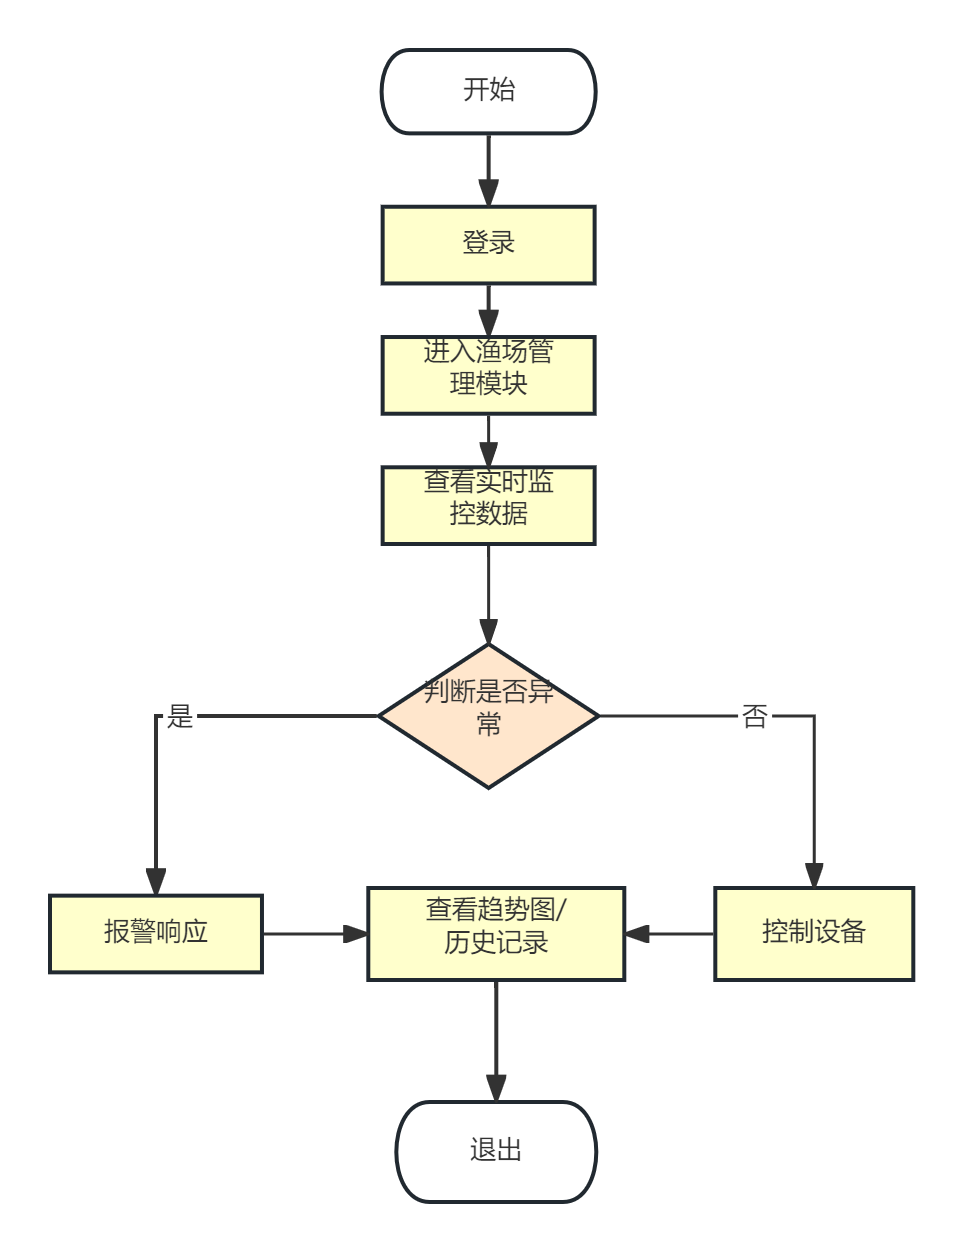 开始
登录
进入渔场管
理模块
查看实时监
控数据
判断是否异
常
是
否
报警响应
查看趋势图/
历史记录
控制设备
退出